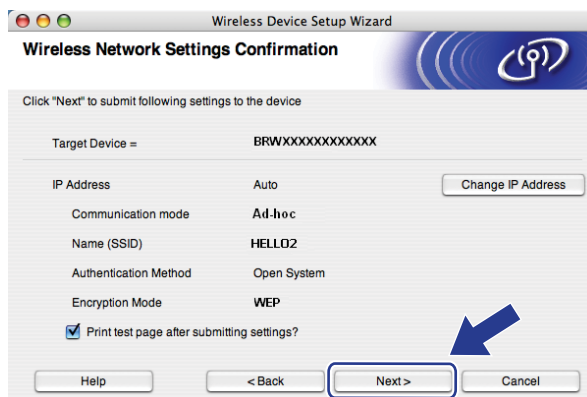 Wireless Device Setup Wizard
Wireless Network Settings Confirmation
Click "Next" to submit following settings to the device
Target Device = BRWXXXXXXXXXXXX
IP Address Auto Change IP Address
Communication mode Ad-hoc
Name (SSID) HELLO2
Authentication Method Open System
Encryption Mode WEP
Print test page after submitting settings?
Help < Back Next > Cancel